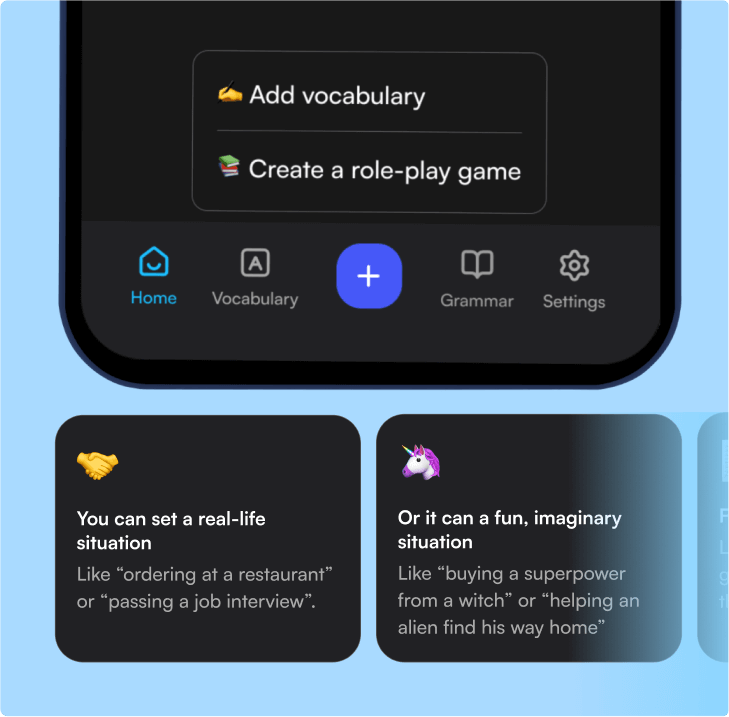 Add vocabulary
Create a role-play game
Home
Vocabulary
Grammar
Settings
You can set a real-life
situation
Like “ordering at a restaurant”
or “passing a job interview”.
Or it can a fun, imaginary
situation
Like “buying a superpower
from a witch” or “helping an
alien find his way home”